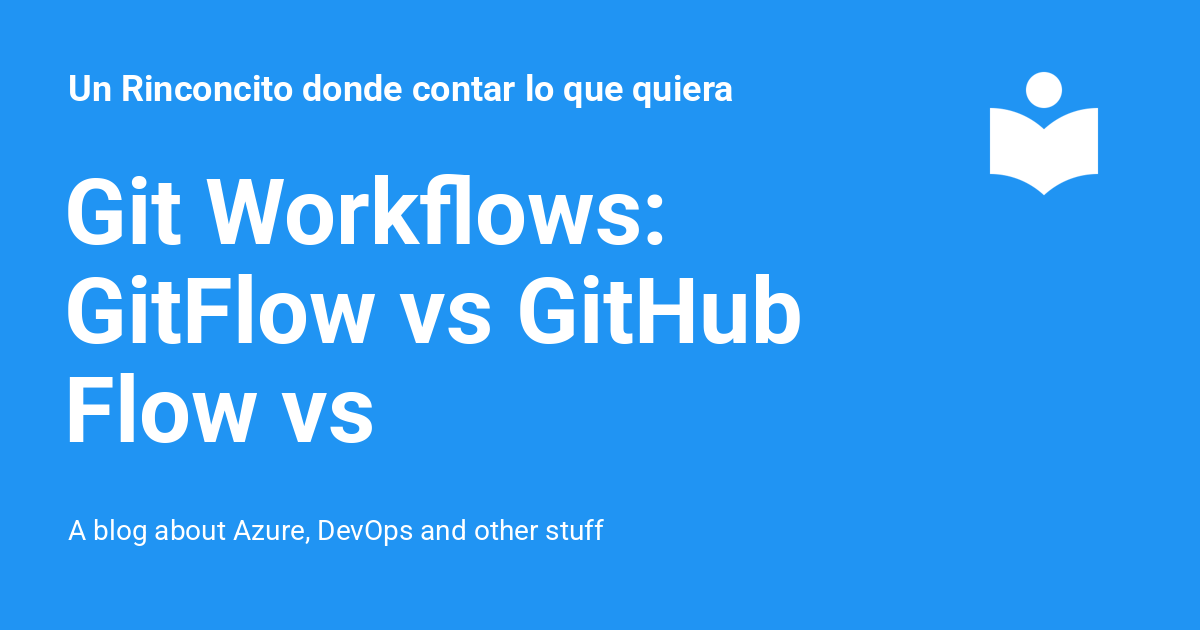 Un Rinconcito donde contar lo que quiera
Git Workflows:
GitFlow vs GitHub
Flow vs
A blog about Azure, DevOps and other stuff